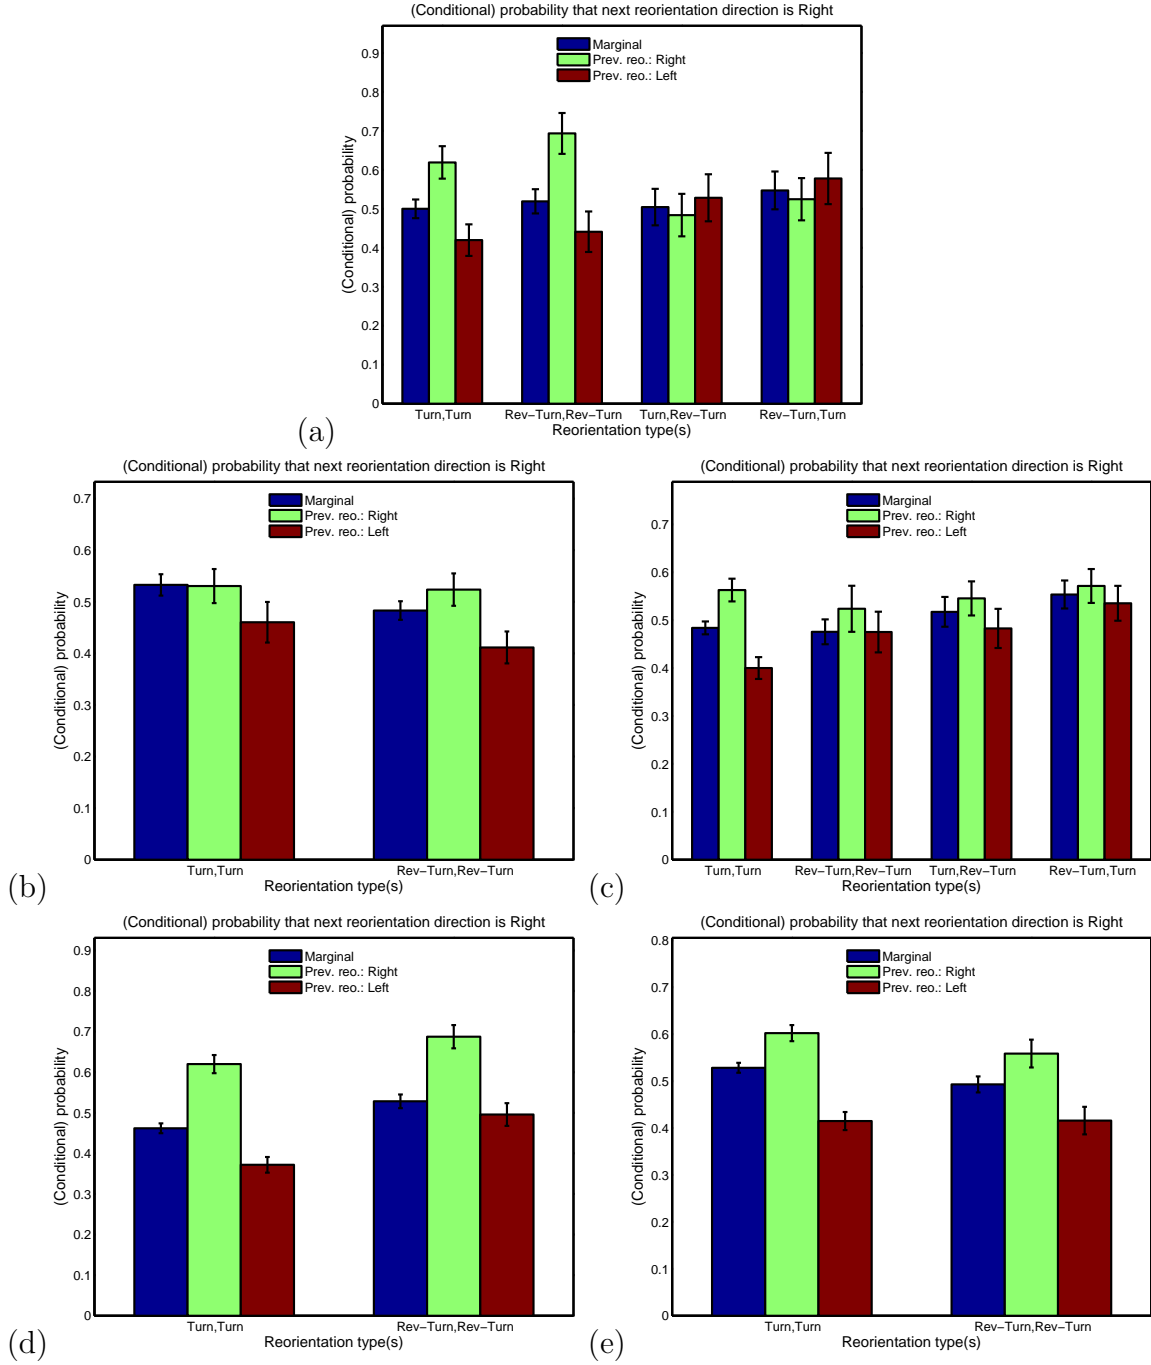 (Conditional) probability that next reorientation direction is Right
Marginal
Prev. reo.: Right
Prev. reo.: Left
(Conditional) probability
0.9
0.8
0.7
0.6
0.5
0.4
0.3
0.2
0.1
0
Turn,Turn
Rev−Turn,Rev−Turn
Turn,Rev−Turn
Rev−Turn,Turn
Reorientation type(s)
(a)
(Conditional) probability that next reorientation direction is Right
Marginal
Prev. reo.: Right
Prev. reo.: Left
(Conditional) probability
0.7
0.6
0.5
0.4
0.3
0.2
0.1
0
Turn,Turn
Rev−Turn,Rev−Turn
Reorientation type(s)
(b)
(Conditional) probability that next reorientation direction is Right
Marginal
Prev. reo.: Right
Prev. reo.: Left
(Conditional) probability
0.7
0.6
0.5
0.4
0.3
0.2
0.1
0
Turn,Turn
Rev−Turn,Rev−Turn
Turn,Rev−Turn
Rev−Turn,Turn
Reorientation type(s)
(c)
(Conditional) probability that next reorientation direction is Right
Marginal
Prev. reo.: Right
Prev. reo.: Left
(Conditional) probability
0.9
0.8
0.7
0.6
0.5
0.4
0.3
0.2
0.1
0
Turn,Turn
Rev−Turn,Rev−Turn
Reorientation type(s)
(d)
(Conditional) probability that next reorientation direction is Right
Marginal
Prev. reo.: Right
Prev. reo.: Left
(Conditional) probability
0.8
0.7
0.6
0.5
0.4
0.3
0.2
0.1
0
Turn,Turn
Rev−Turn,Rev−Turn
Reorientation type(s)
(e)